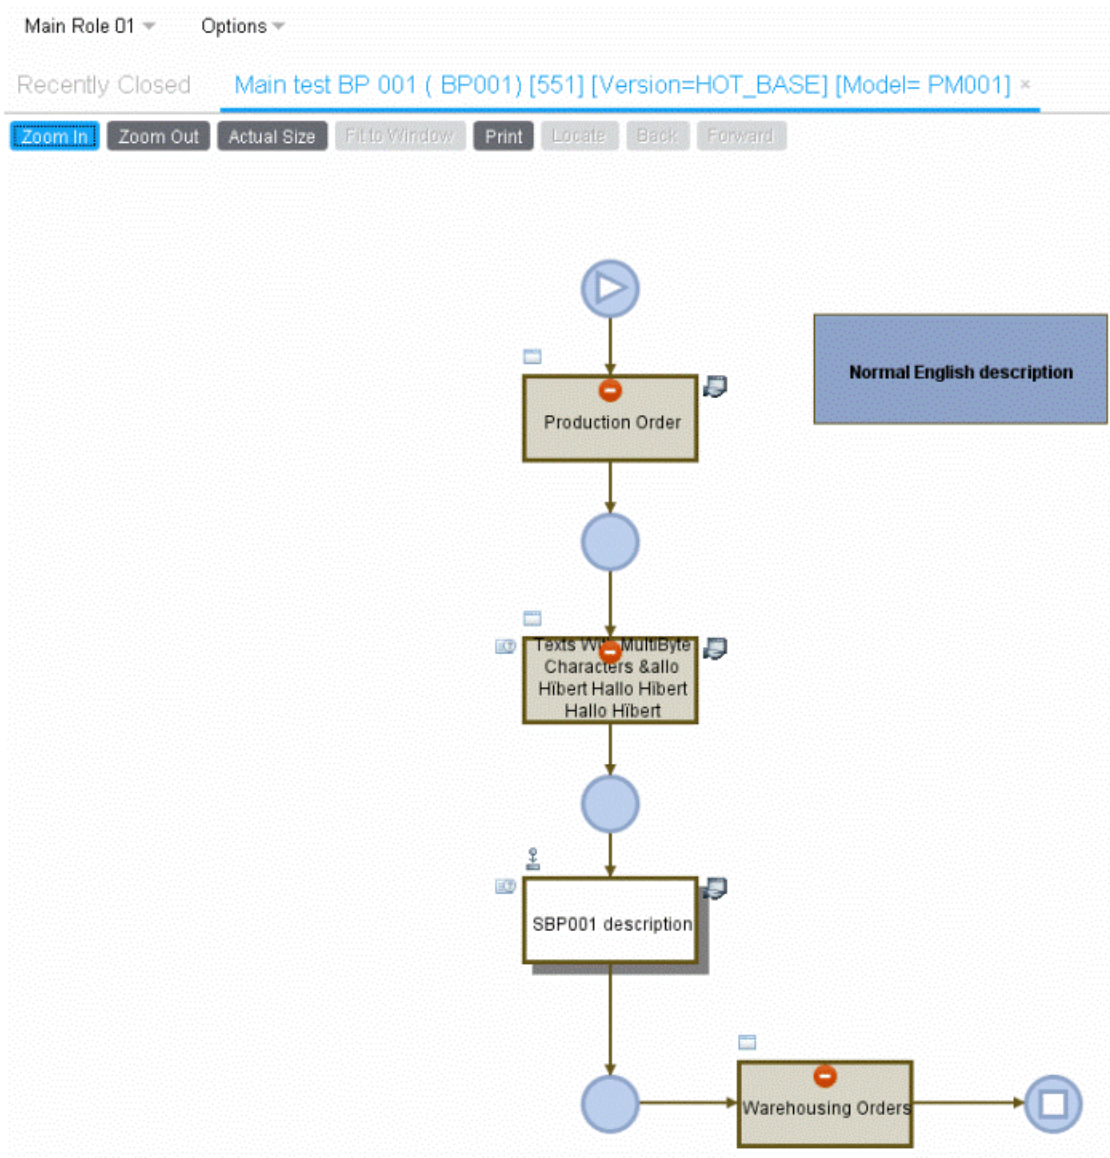 Main Role 01 Options
Recently Closed Main test BP 001 ( BP001) [551] [Version=HOT_BASE] [Model= PM001] ×
Zoom In Zoom Out Actual Size Fit to Window Print Locate Back Forward
Normal English description
Production Order
Texts With MultiByte
Characters &allo
Hïbert Hallo Hïbert
Hallo Hïbert
SBP001 description
Warehousing Orders